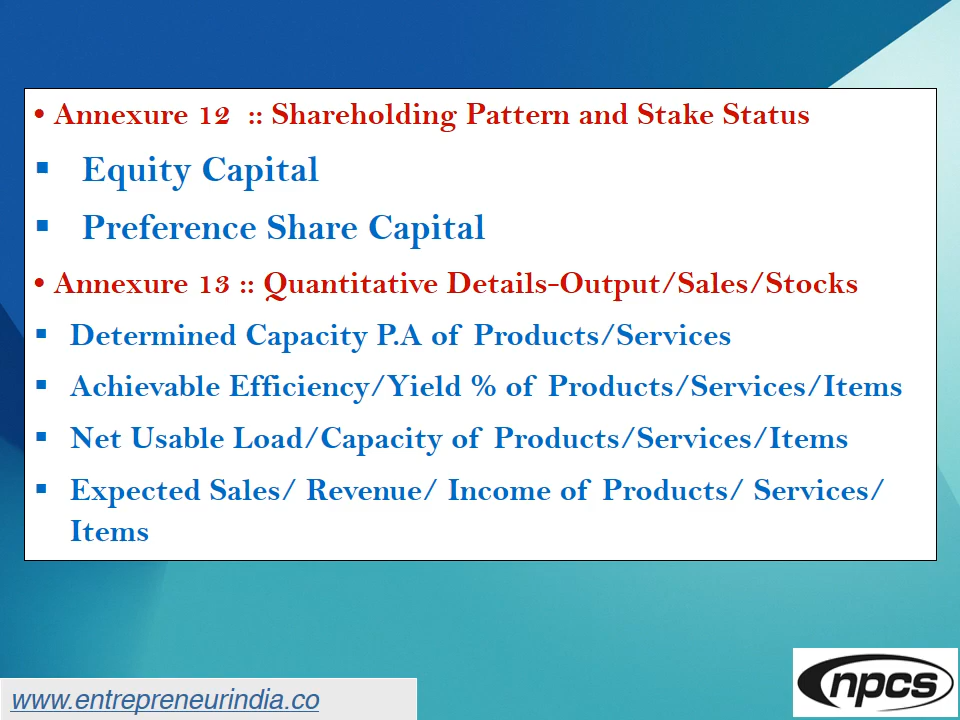 • Annexure 12 :: Shareholding Pattern and Stake Status
▪ Equity Capital
▪ Preference Share Capital
• Annexure 13 :: Quantitative Details-Output/Sales/Stocks
▪ Determined Capacity P.A of Products/Services
▪ Achievable Efficiency/Yield % of Products/Services/Items
▪ Net Usable Load/Capacity of Products/Services/Items
▪ Expected Sales/ Revenue/ Income of Products/ Services/
Items
www.entrepreneurindia.co
npcs